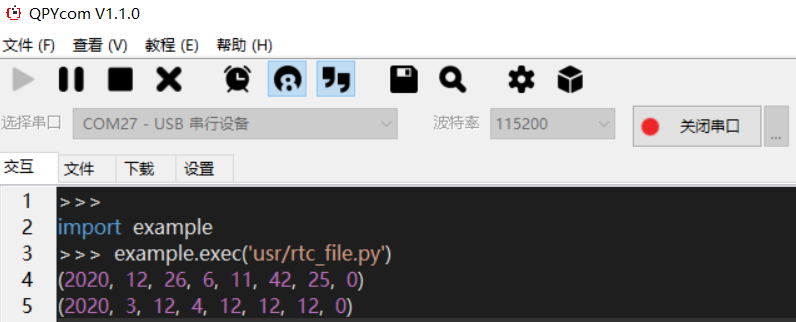 QPYcom V1.1.0
文件 (F) 查看 (V) 教程 (E) 帮助 (H)
选择串口 COM27 - USB 串行设备 波特率 115200 关闭串口 ...
交互 文件 下载 设置
1 >>>
2 import example
3 >>> example.exec('usr/rtc_file.py')
4 (2020, 12, 26, 6, 11, 42, 25, 0)
5 (2020, 3, 12, 4, 12, 12, 12, 0)